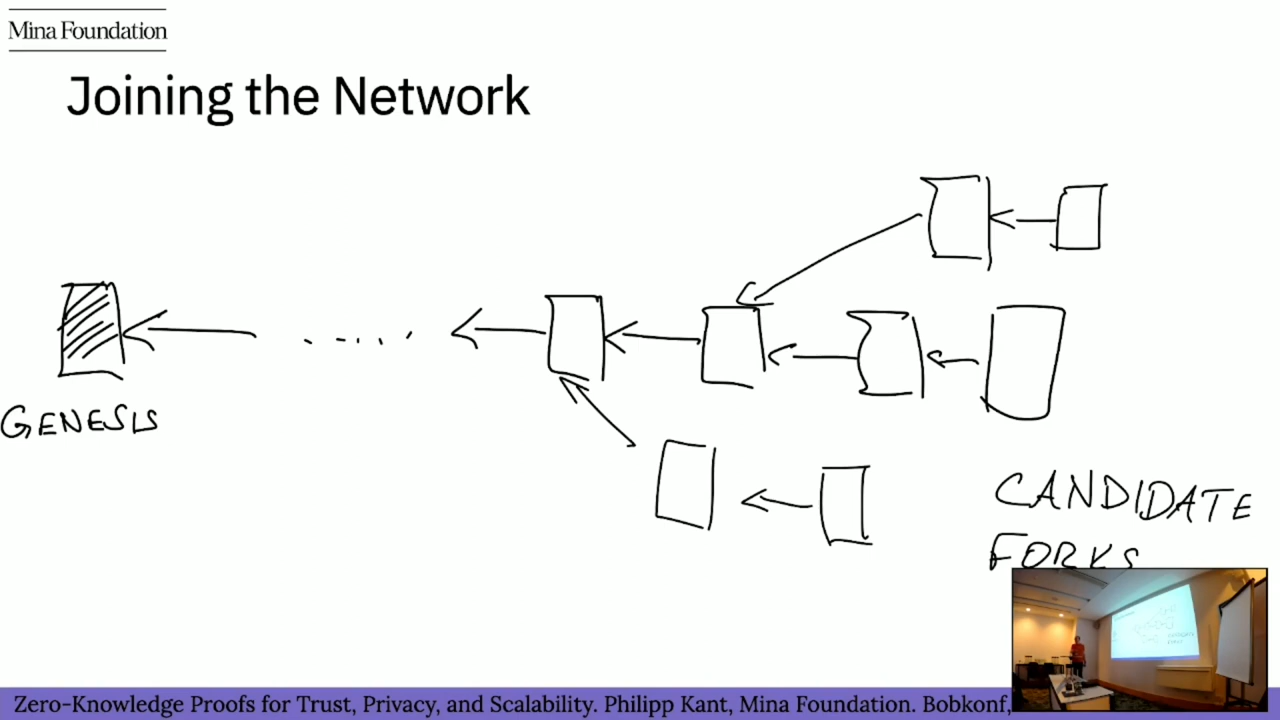 Mina Foundation
Joining the Network
. . . . . .
GENESIS
CANDIDATE
FORKS
Zero-Knowledge Proofs for Trust, Privacy, and Scalability. Philipp Kant, Mina Foundation. Bobkonf,